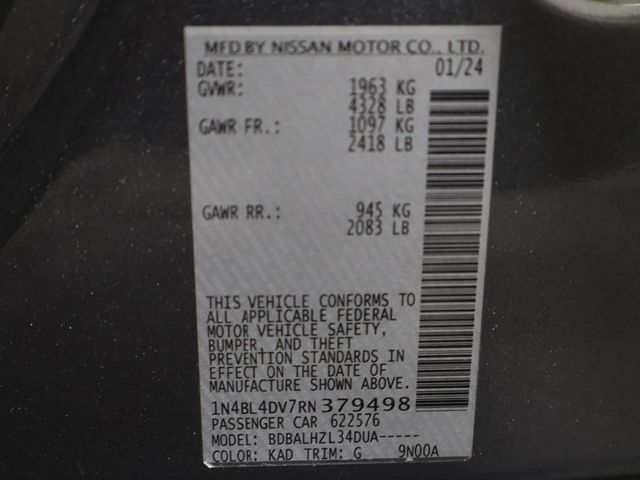 MFD BY NISSAN MOTOR CO., LTD.
DATE: 01/24
GVWR: 1963 KG
4328 LB
GAWR FR.: 1097 KG
2418 LB
GAWR RR.: 945 KG
2083 LB
THIS VEHICLE CONFORMS TO
ALL APPLICABLE FEDERAL
MOTOR VEHICLE SAFETY,
BUMPER, AND THEFT
PREVENTION STANDARDS IN
EFFECT ON THE DATE OF
MANUFACTURE SHOWN ABOVE.
1N4BL4DV7RN379498
PASSENGER CAR 622576
MODEL: BDBALHZL34DUA-----
COLOR: KAD TRIM: G 9N00A